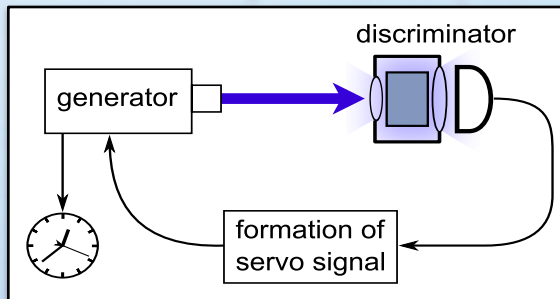 discriminator
generator
formation of
servo signal